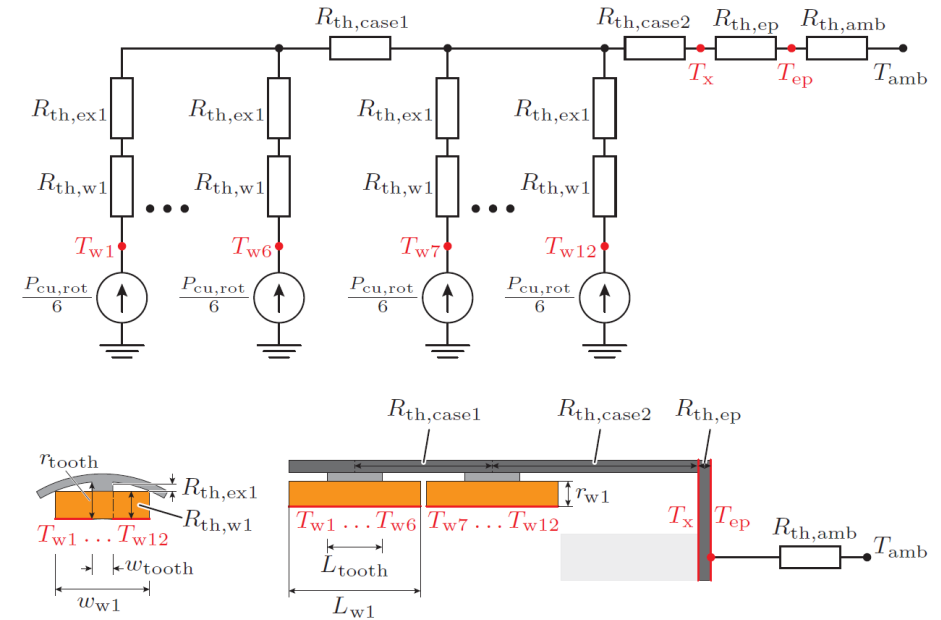 R_th,case1
R_th,case2 R_th,ep R_th,amb
T_x T_ep T_amb
R_th,ex1 R_th,ex1 R_th,ex1 R_th,ex1
R_th,w1 R_th,w1 R_th,w1 R_th,w1
T_w1 T_w6 T_w7 T_w12
P_cu,rot/6 P_cu,rot/6 P_cu,rot/6 P_cu,rot/6
R_th,case1 R_th,case2 R_th,ep
r_tooth
R_th,ex1
R_th,w1
T_w1 ... T_w12
w_tooth
w_w1
r_w1
T_w1 ... T_w6 T_w7 ... T_w12
L_tooth
L_w1
T_x T_ep
R_th,amb
T_amb